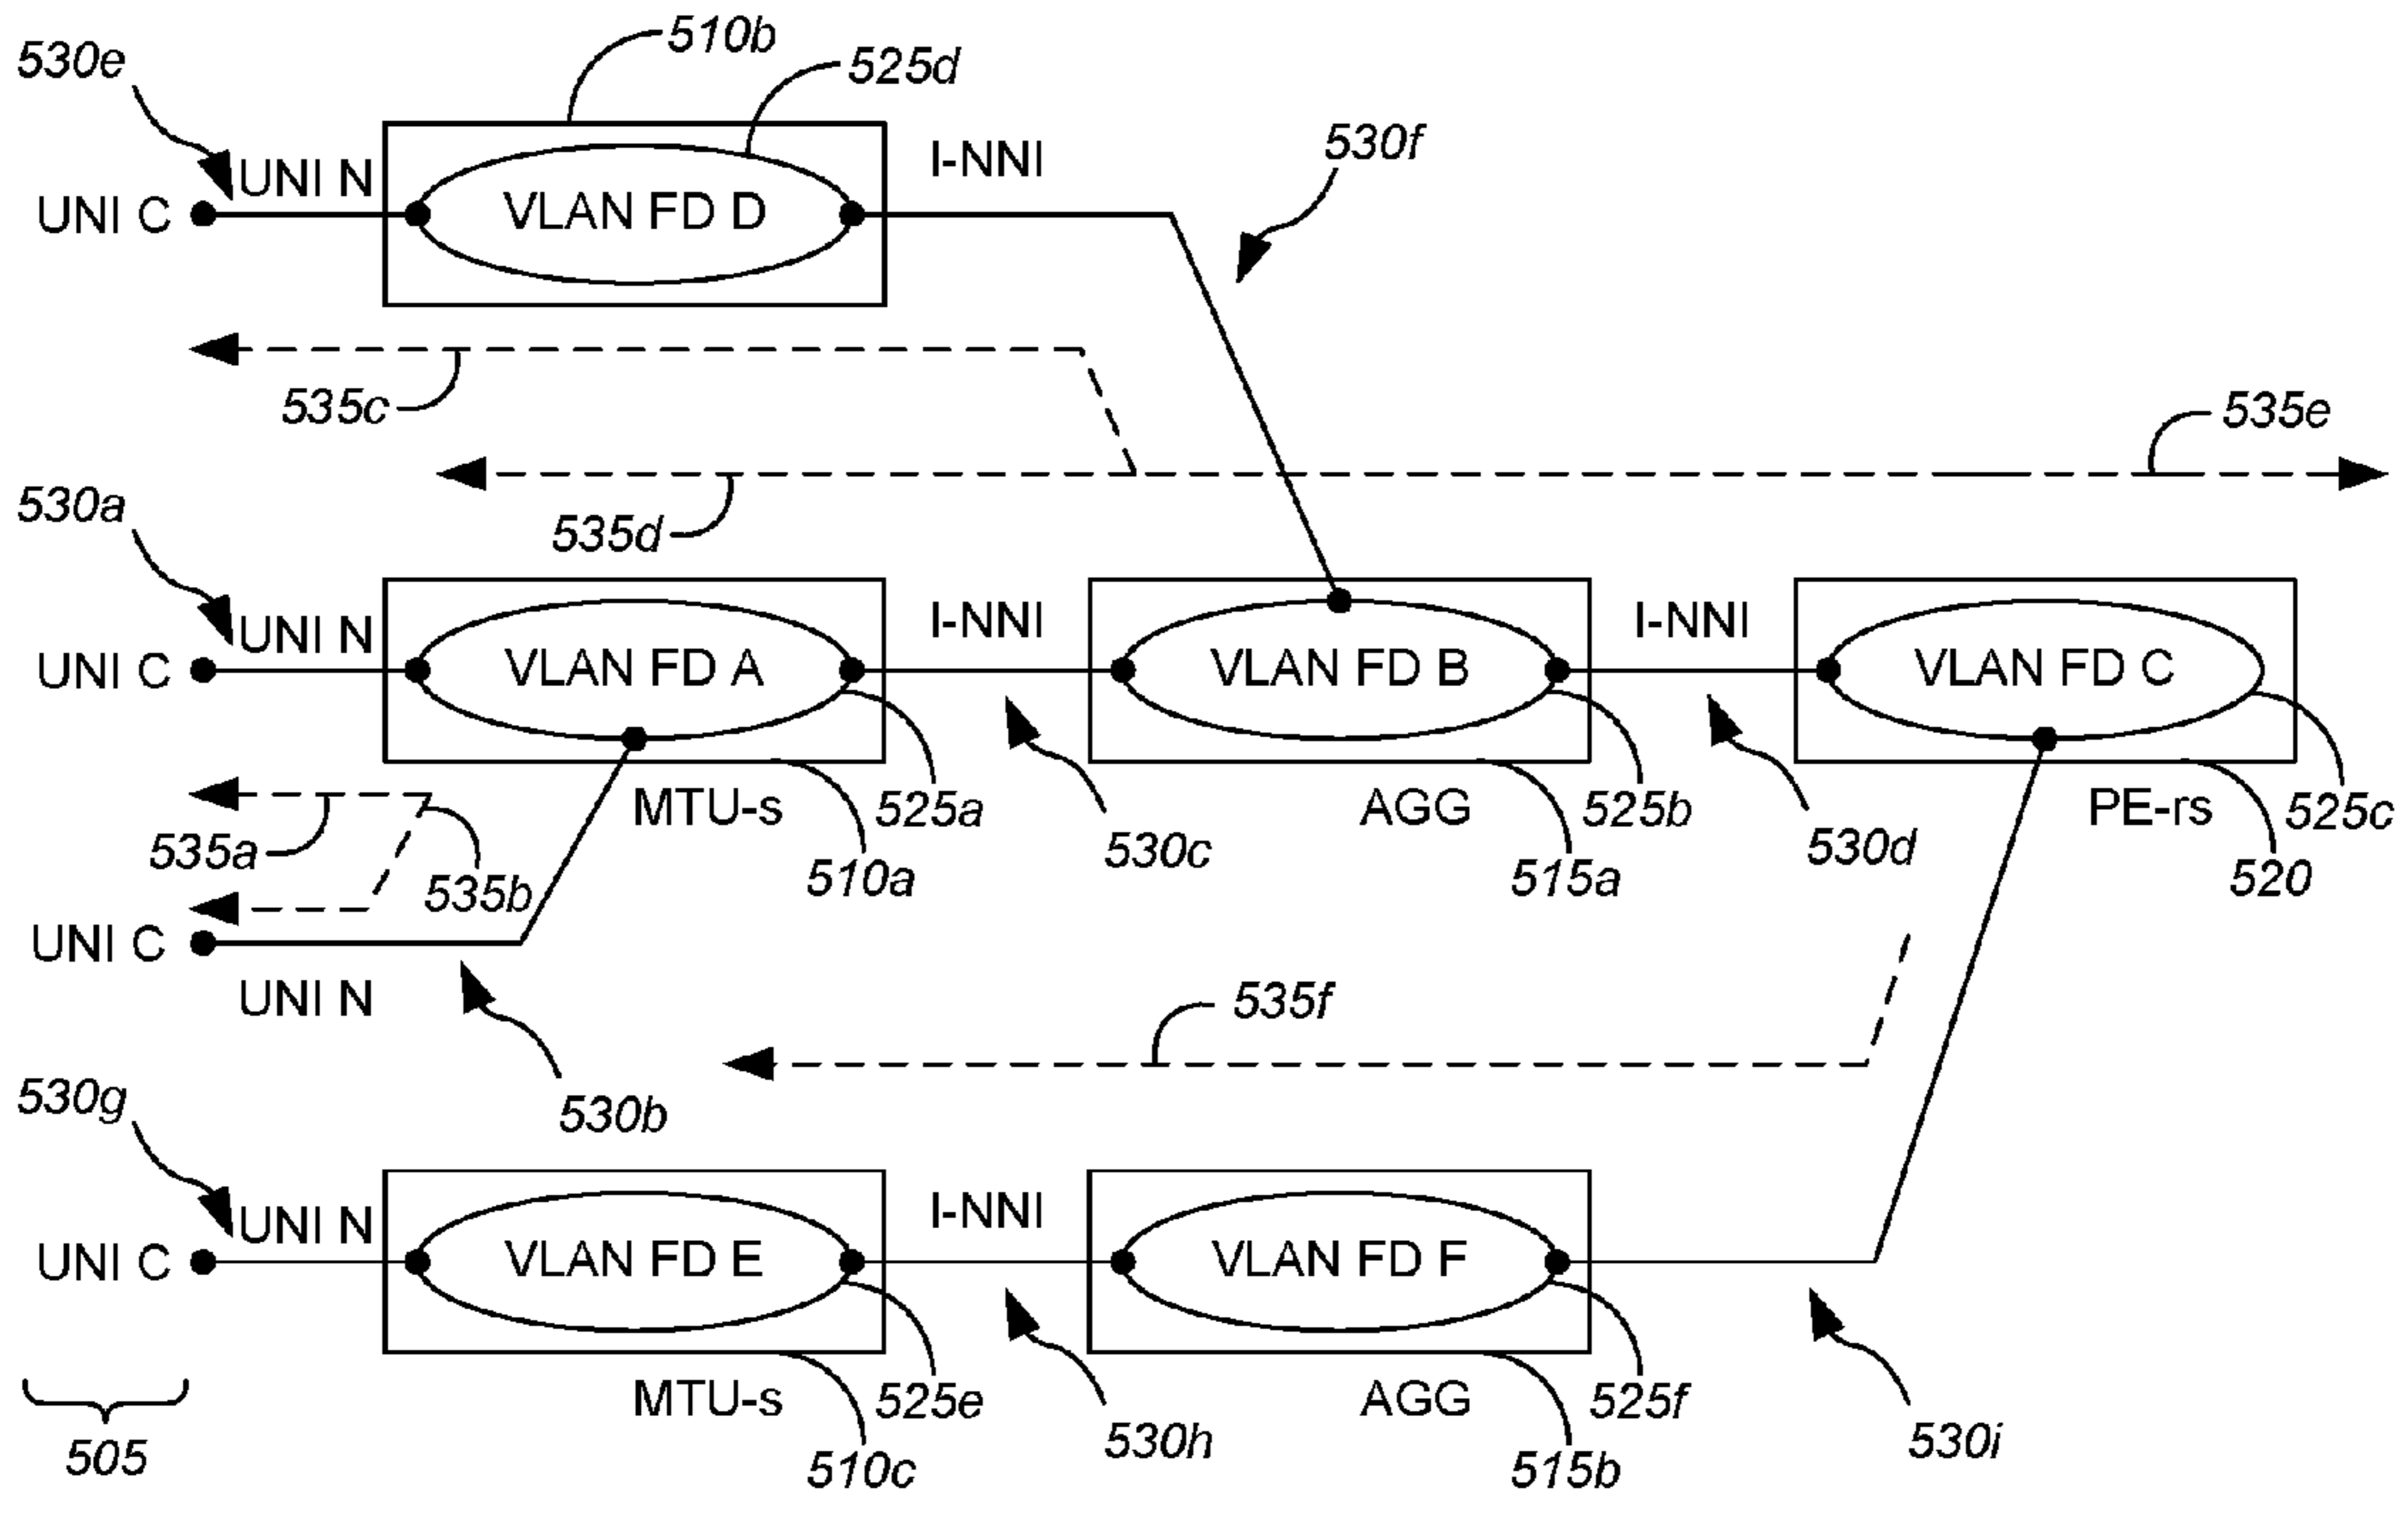 510b
530e
525d
530f
UNI N
I-NNI
UNI C
VLAN FD D
535c
535e
530a
535d
UNI N
I-NNI
I-NNI
UNI C
VLAN FD A
VLAN FD B
VLAN FD C
MTU-s
525a
AGG
525b
PE-rs
525c
535a
535b
510a
530c
515a
530d
520
UNI C
UNI N
535f
530g
530b
UNI N
I-NNI
UNI C
VLAN FD E
VLAN FD F
MTU-s
525e
AGG
525f
505
510c
530h
515b
530i